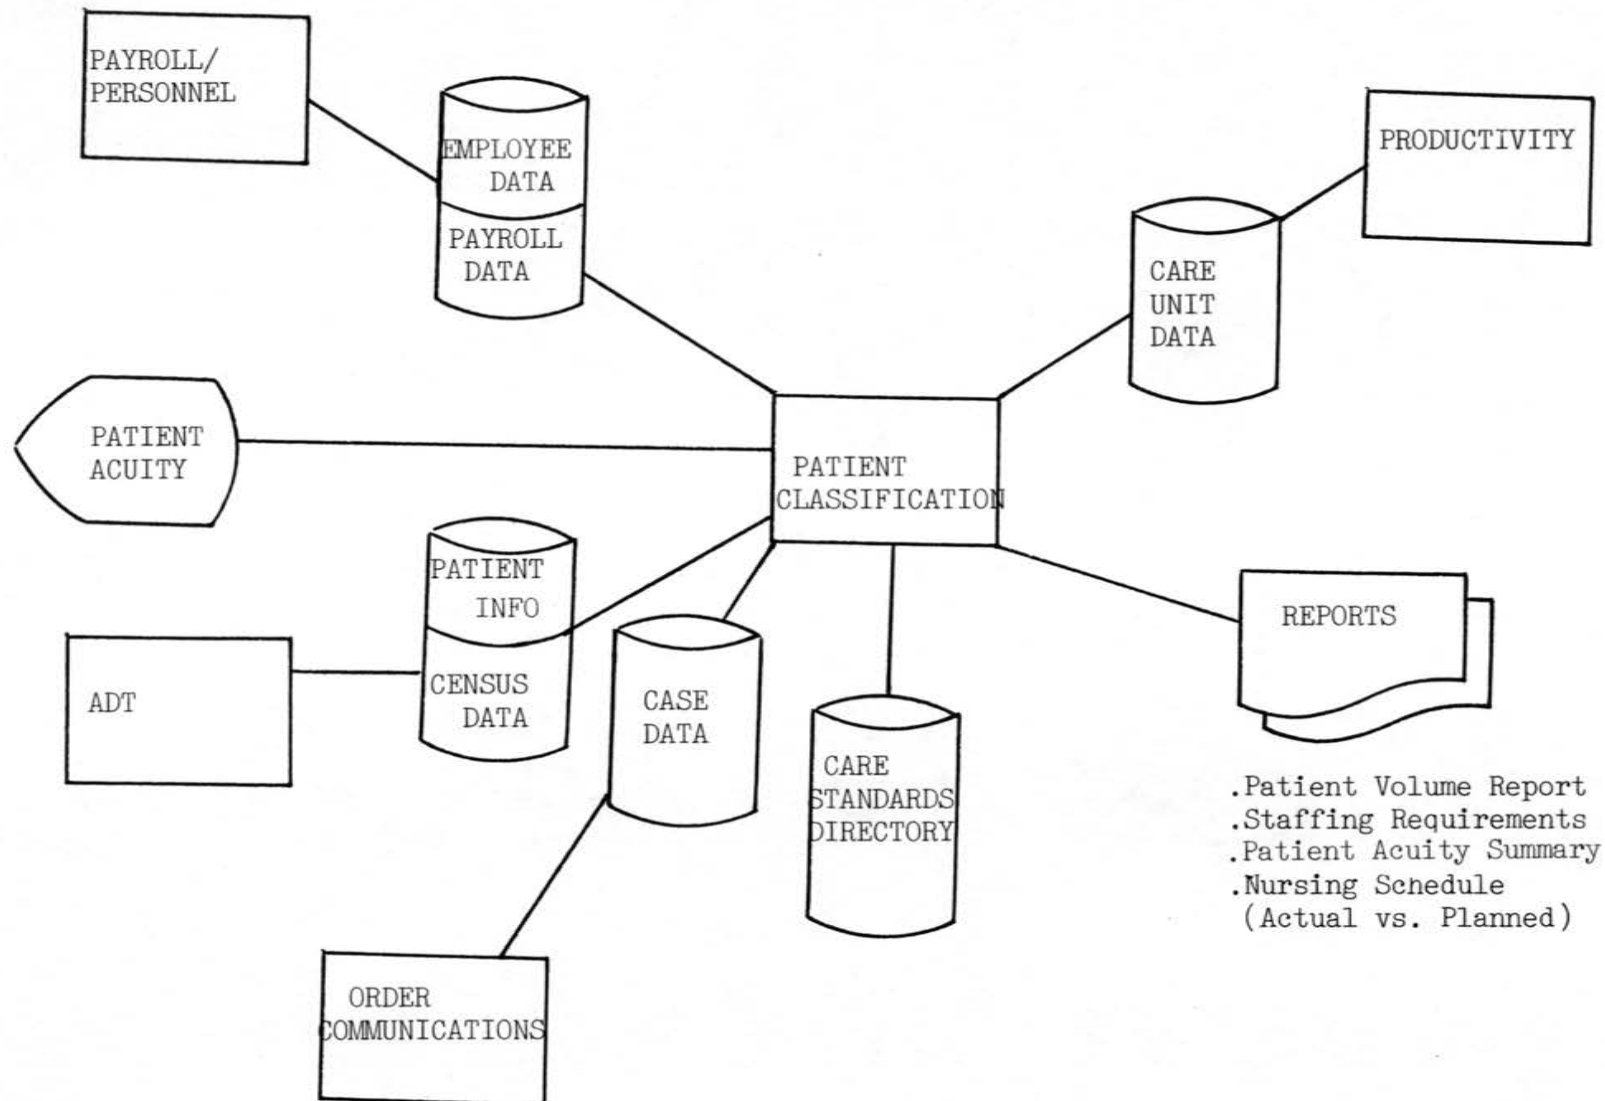 PAYROLL/
PERSONNEL
EMPLOYEE
DATA
PAYROLL
DATA
PRODUCTIVITY
CARE
UNIT
DATA
PATIENT
ACUITY
PATIENT
CLASSIFICATION
PATIENT
INFO
CENSUS
DATA
ADT
CASE
DATA
CARE
STANDARDS
DIRECTORY
REPORTS
.Patient Volume Report
.Staffing Requirements
.Patient Acuity Summary
.Nursing Schedule
(Actual vs. Planned)
ORDER
COMMUNICATIONS